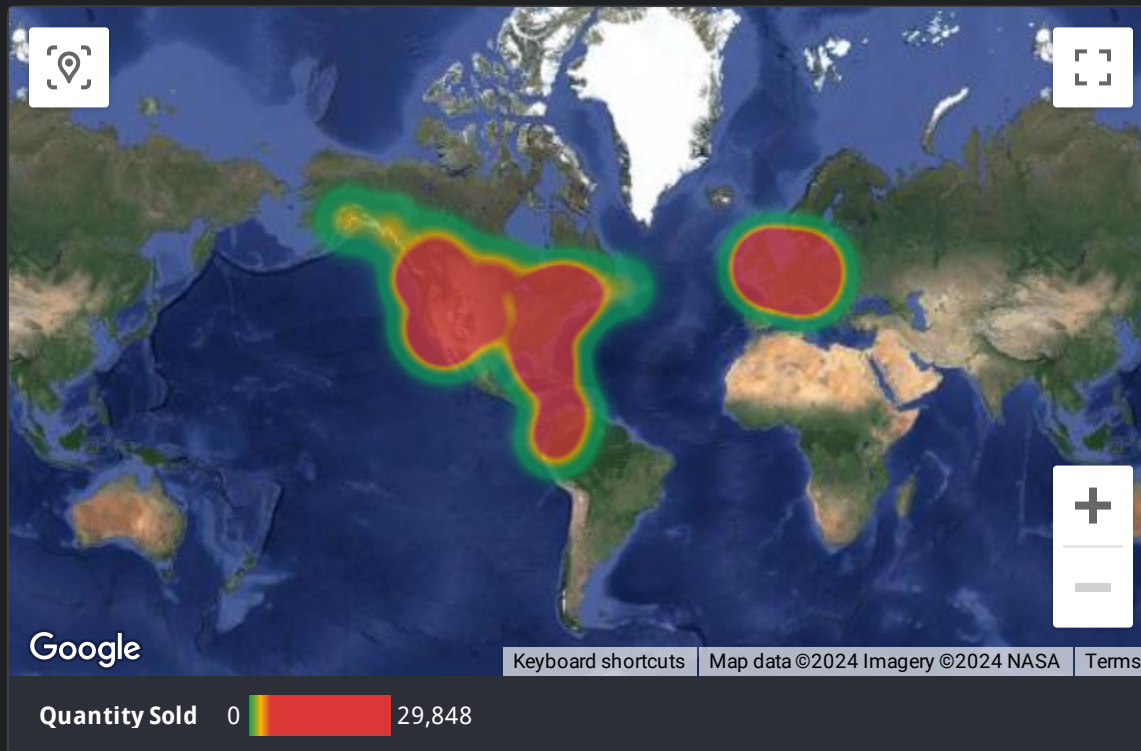 Google
Keyboard shortcuts
Map data ©2024 Imagery ©2024 NASA
Terms
Quantity Sold 0 29,848